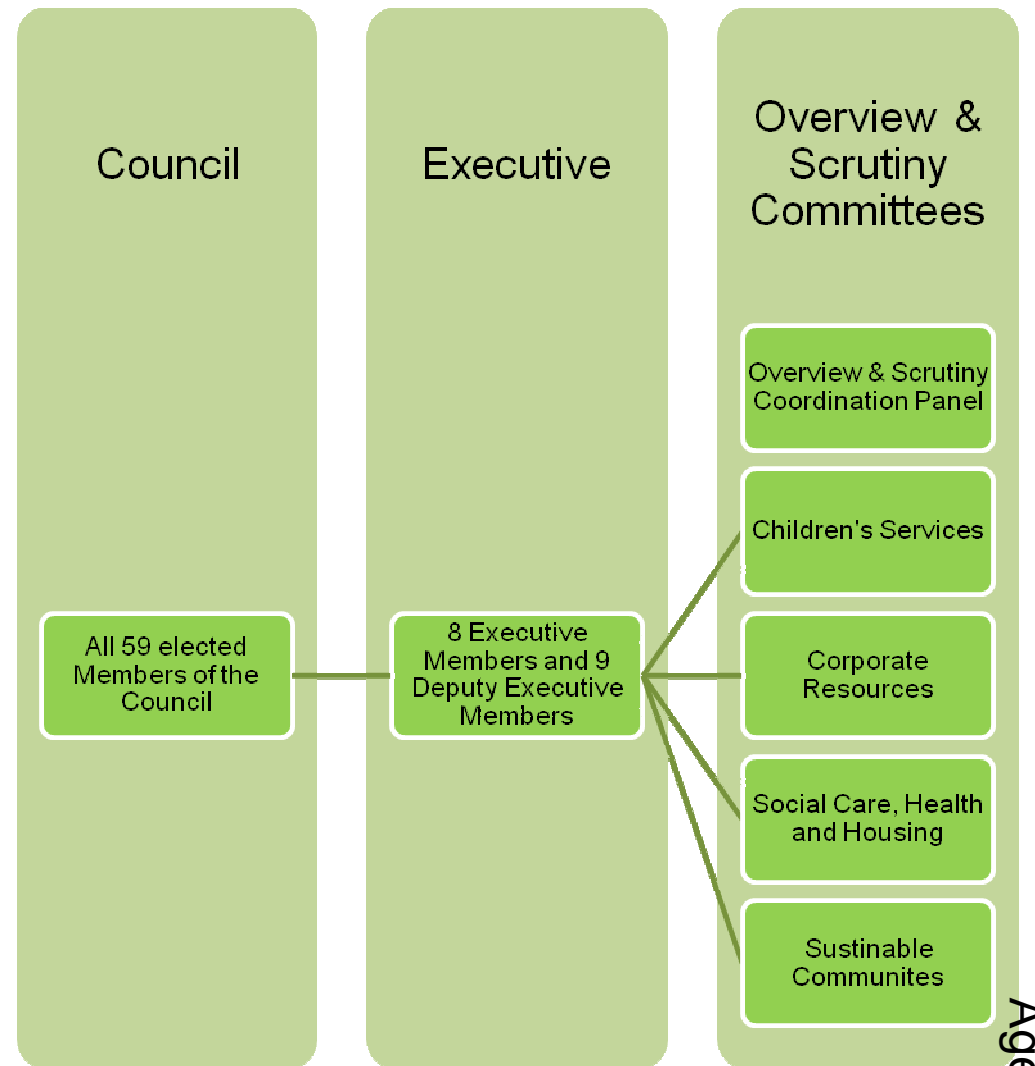 Council
Executive
Overview &
Scrutiny
Committees
Overview & Scrutiny
Coordination Panel
Children's Services
All 59 elected
Members of the
Council
8 Executive
Members and 9
Deputy Executive
Members
Corporate
Resources
Social Care, Health
and Housing
Sustinable
Communites